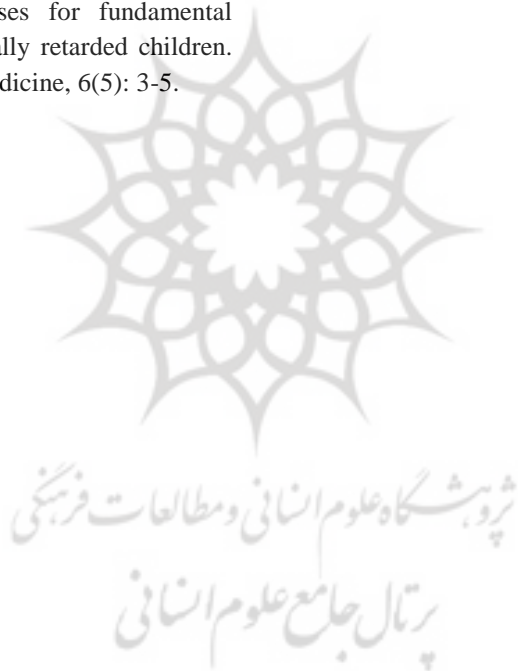 ses for fundamental
ally retarded children.
dicine, 6(5): 3-5.
پژوهشگاه علوم انسانی و مطالعات فرهنگی
پرتال جامع علوم انسانی